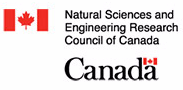 Natural Sciences and
Engineering Research
Council of Canada
Canada